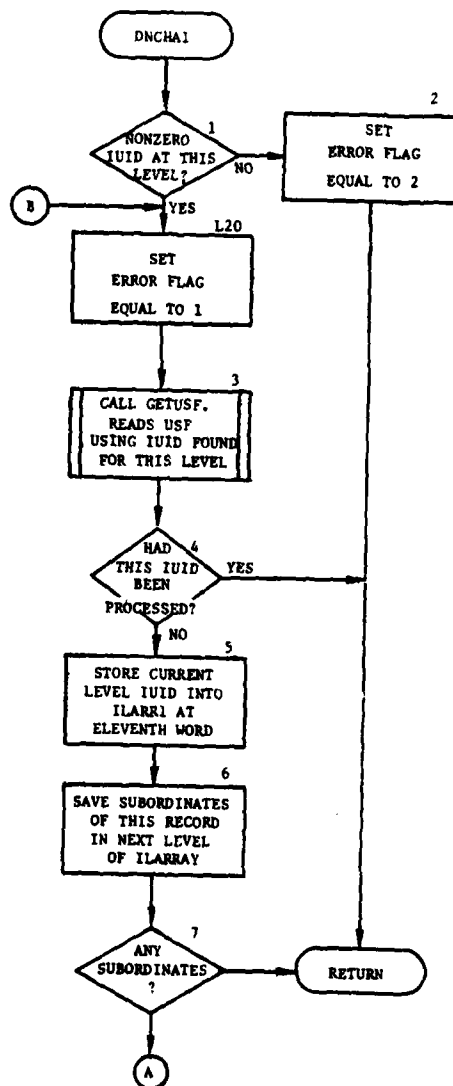 DNCHA1
1
NONZERO
IUID AT THIS
LEVEL?
NO
YES
2
SET
ERROR FLAG
EQUAL TO 2
B
L20
SET
ERROR FLAG
EQUAL TO 1
3
CALL GETUSF.
READS USF
USING IUID FOUND
FOR THIS LEVEL
4
HAD
THIS IUID
BEEN
PROCESSED?
YES
NO
5
STORE CURRENT
LEVEL IUID INTO
ILARR1 AT
ELEVENTH WORD
6
SAVE SUBORDINATES
OF THIS RECORD
IN NEXT LEVEL
OF ILARRAY
7
ANY
SUBORDINATES
?
RETURN
A